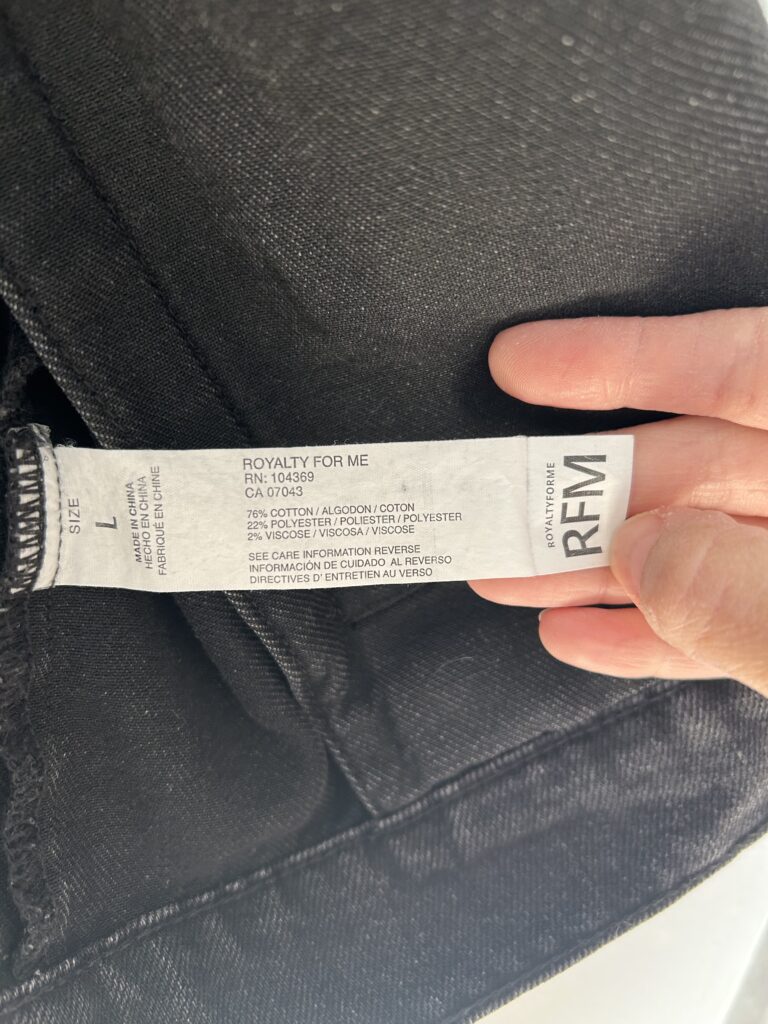 SIZE
L
MADE IN CHINA
HECHO EN CHINA
FABRIQUÉ EN CHINE
ROYALTY FOR ME
RN: 104369
CA 07043
76% COTTON / ALGODON / COTON
22% POLYESTER / POLIESTER / POLYESTER
2% VISCOSE / VISCOSA / VISCOSE
SEE CARE INFORMATION REVERSE
INFORMACIÓN DE CUIDADO AL REVERSO
DIRECTIVES D' ENTRETIEN AU VERSO
ROYALTYFORME
RFM